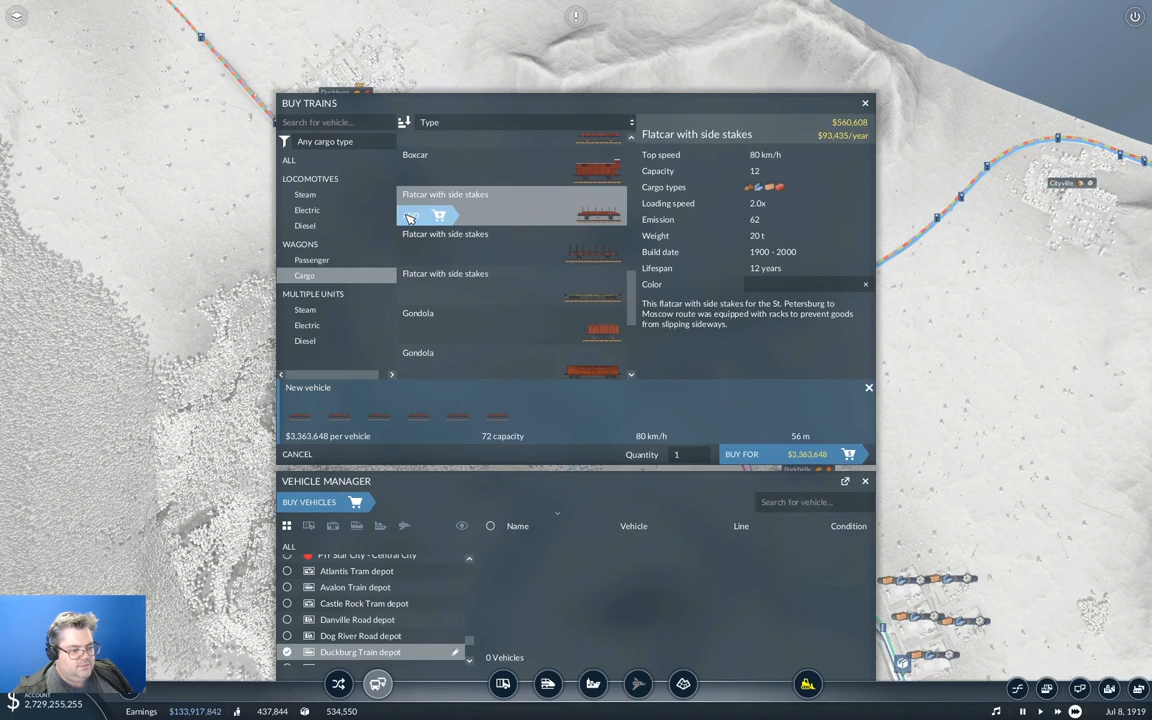 BUY TRAINS
Search for vehicle...
Type
Any cargo type
ALL
LOCOMOTIVES
Steam
Electric
Diesel
WAGONS
Passenger
Cargo
MULTIPLE UNITS
Steam
Electric
Diesel
Boxcar
Flatcar with side stakes
Flatcar with side stakes
Flatcar with side stakes
Gondola
Gondola
$560,608
Flatcar with side stakes
$93,435/year
Top speed 80 km/h
Capacity 12
Cargo types
Loading speed 2.0x
Emission 62
Weight 20 t
Build date 1900 - 2000
Lifespan 12 years
Color
This flatcar with side stakes for the St. Petersburg to
Moscow route was equipped with racks to prevent goods
from slipping sideways.
Cityville
New vehicle
$3,363,648 per vehicle 72 capacity 80 km/h 56 m
CANCEL Quantity 1 BUY FOR $3,363,648
VEHICLE MANAGER
BUY VEHICLES
Search for vehicle...
Name Vehicle Line Condition
ALL
Star City - Central City
Atlantis Tram depot
Avalon Train depot
Castle Rock Tram depot
Danville Road depot
Dog River Road depot
Duckburg Train depot
0 Vehicles
ACCOUNT
$ 2,729,255,255
Earnings $133,917,842 437,844 534,550
Jul 8, 1919